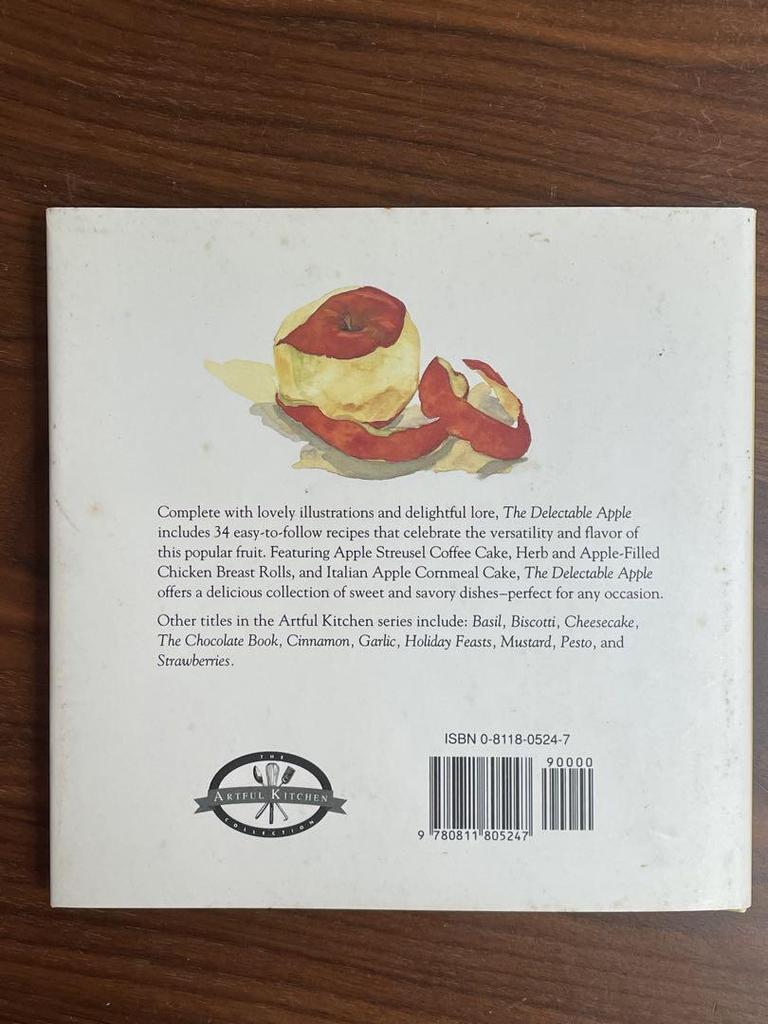 Complete with lovely illustrations and delightful lore, The Delectable Apple
includes 34 easy-to-follow recipes that celebrate the versatility and flavor of
this popular fruit. Featuring Apple Streusel Coffee Cake, Herb and Apple-Filled
Chicken Breast Rolls, and Italian Apple Cornmeal Cake, The Delectable Apple
offers a delicious collection of sweet and savory dishes–perfect for any occasion.
Other titles in the Artful Kitchen series include: Basil, Biscotti, Cheesecake,
The Chocolate Book, Cinnamon, Garlic, Holiday Feasts, Mustard, Pesto, and
Strawberries.
ISBN 0-8118-0524-7
90000
9 780811 805247
THE
ARTFUL KITCHEN
COLLECTION